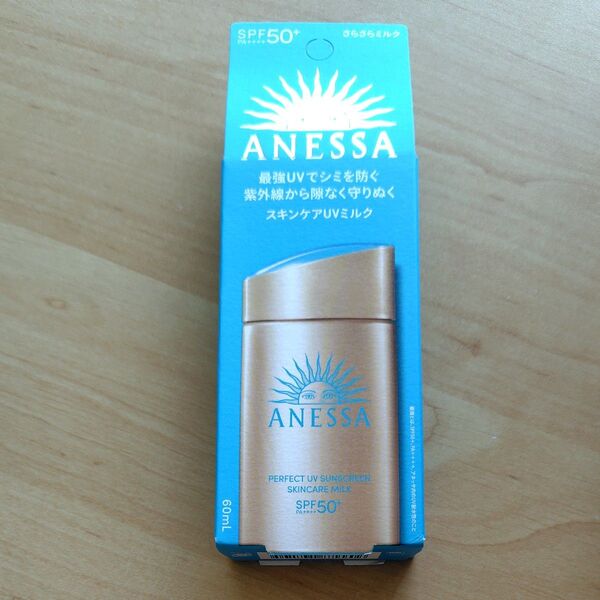 SPF50+
PA++++
さらさらミルク
ANESSA
最強UVでシミを防ぐ
紫外線から隙なく守りぬく
スキンケアUVミルク
ANESSA
PERFECT UV SUNSCREEN
SKINCARE MILK
SPF50+
PA++++
60mL